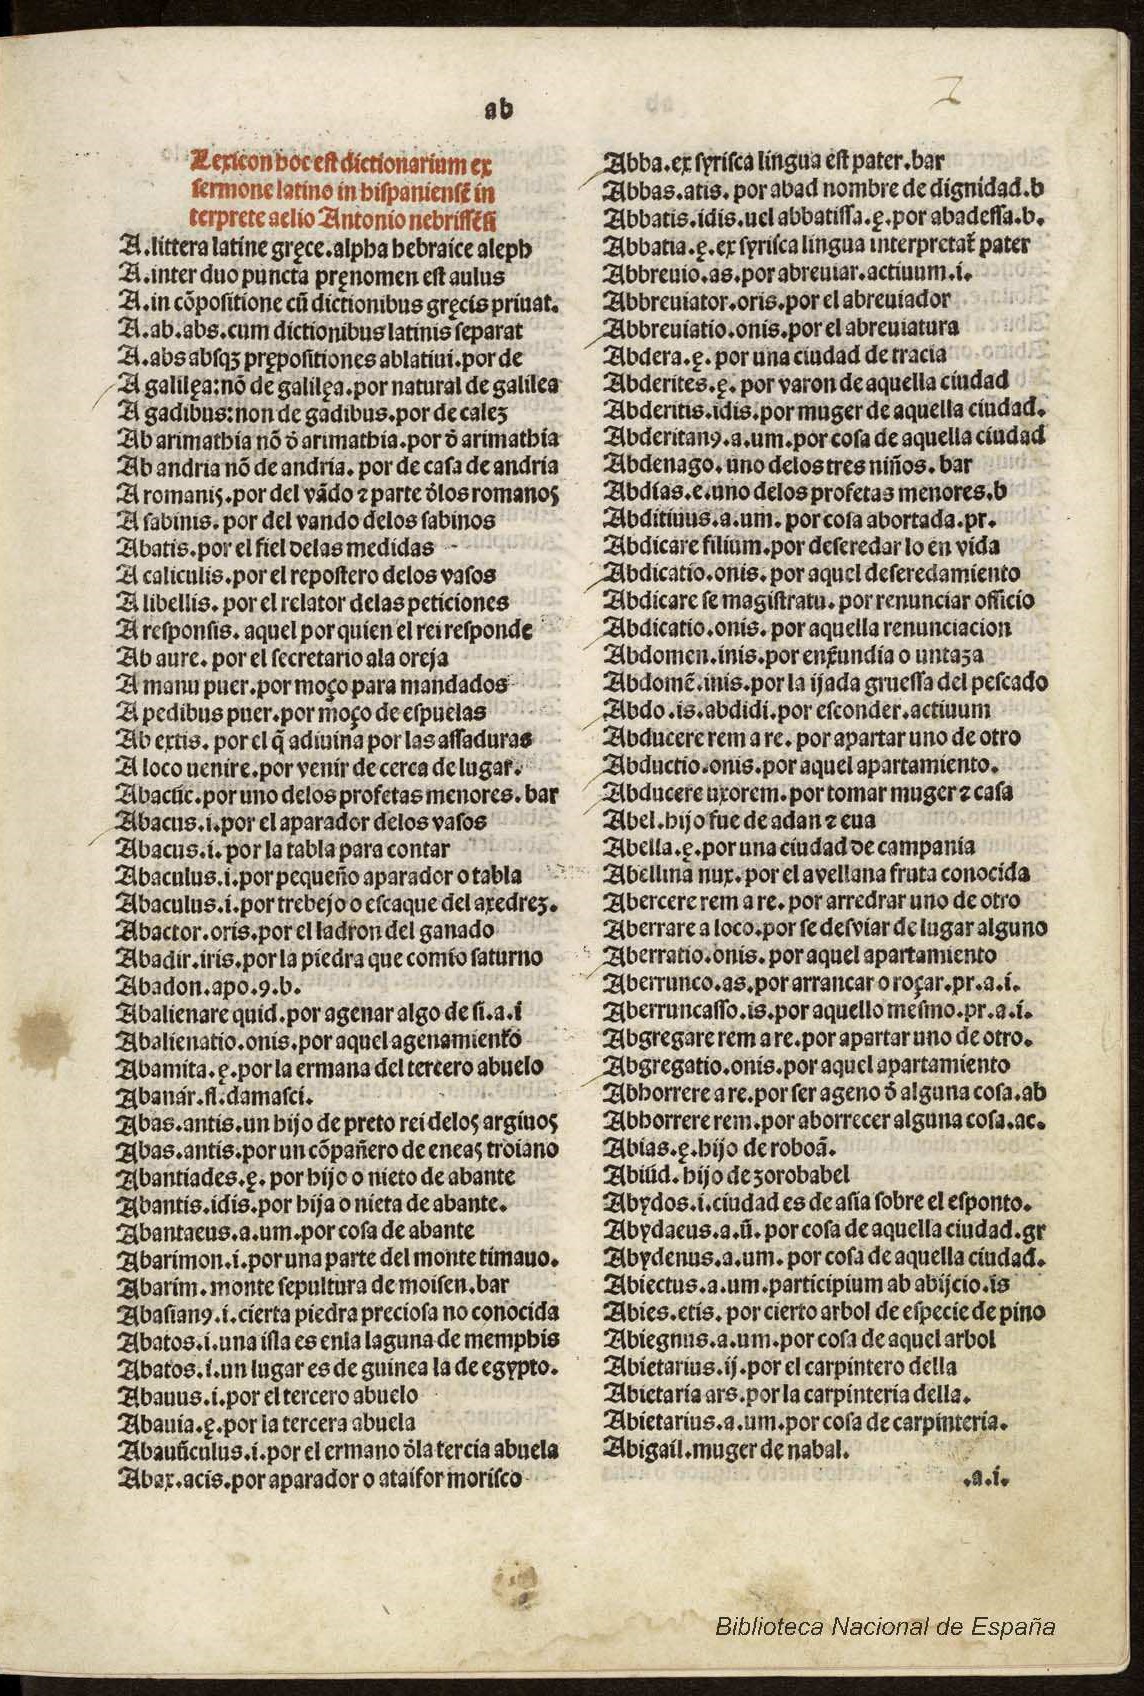 ab
Lexicon hoc est dictionarium ex
sermone latino in hispaniensẽ in
terprete aelio Antonio nebrissẽsi
A.littera latine gręce.alpha hebraice aleph
A.inter duo puncta pręnomen est aulus
A.in cõpositione cũ dictionibus gręcis priuat.
A.ab.abs.cum dictionibus latinis separat
A.abs absqꝫ prępositiones ablatiui.por de
A galilęa:nõ de galilęa.por natural de galilea
A gadibus:non de gadibus.por de calez
Ab arimathia nõ õ arimathia.por õ arimathia
Ab andria nõ de andria. por de casa de andria
A romanis.por del vãdo ⁊ parte õlos romanos
A sabinis. por del vando delos sabinos
Abatis.por el fiel delas medidas
A caliculis.por el repostero delos vasos
A libellis. por el relator delas peticiones
A responsis. aquel por quien el rei responde
Ab aure. por el secretario ala oreja
A manu puer.por moço para mandados
A pedibus puer.por moço de espuelas
Ab extis. por el q̃ adiuina por las assaduras
A loco uenire.por venir de cerca de lugar.
Abacũc.por uno delos profetas menores. bar
Abacus.i.por el aparador delos vasos
Abacus.i.por la tabla para contar
Abaculus.i.por pequeño aparador o tabla
Abaculus.i.por trebejo o escaque del axedrez.
Abactor.oris.por el ladron del ganado
Abadir.iris.por la piedra que comio saturno
Abadon.apo.9.b.
Abalienare quid.por agenar algo de si.a.i
Abalienatio.onis.por aquel agenamiento
Abamita.ę.por la ermana del tercero abuelo
Abanar.fl.damasci.
Abas.antis.un hijo de preto rei delos argiuos
Abas.antis.por un cõpañero de eneas troiano
Abantiades.ę. por hijo o nieto de abante
Abantis.idis.por hija o nieta de abante.
Abantaeus.a.um.por cosa de abante
Abarimon.i.por una parte del monte timauo.
Abarim.monte sepultura de moisen.bar
Abasianꝰ.i.cierta piedra preciosa no conocida
Abatos.i.una isla es enla laguna de memphis
Abatos.i.un lugar es de guinea la de egypto.
Abauus.i.por el tercero abuelo
Abauia.ę.por la tercera abuela
Abauũculus.i.por el ermano õla tercia abuela
Abax.acis.por aparador o ataifor morisco
Abba.ex syrisca lingua est pater.bar
Abbas.atis. por abad nombre de dignidad.b
Abbatis.idis.uel abbatissa.ę.por abadessa.b.
Abbatia.ę.ex syrisca lingua interpretat̃ pater
Abbreuio.as.por abreuiar.actiuum.i.
Abbreuiator.oris.por el abreuiador
Abbreuiatio.onis.por el abreuiatura
Abdera.ę. por una ciudad de tracia
Abderites.ę. por varon de aquella ciudad
Abderitis.idis.por muger de aquella ciudad.
Abderitanꝰ.a.um.por cosa de aquella ciudad
Abdenago. uno delos tres niños. bar
Abdias.e.uno delos profetas menores.b
Abditiuus.a.um. por cosa abortada.pr.
Abdicare filium.por deseredar lo en vida
Abdicatio.onis. por aquel deseredamiento
Abdicare se magistratu. por renunciar officio
Abdicatio.onis. por aquella renunciacion
Abdomen.inis.por enxundia o untaza
Abdomẽ.inis.por la ijada gruessa del pescado
Abdo.is.abdidi.por esconder.actiuum
Abducere rem a re. por apartar uno de otro
Abductio.onis.por aquel apartamiento.
Abducere uxorem.por tomar muger ⁊ casa
Abel.hijo fue de adan ⁊ eua
Abella.ę.por una ciudad de campania
Abellina nux.por el avellana fruta conocida
Abercere rem a re. por arredrar uno de otro
Aberrare a loco.por se desviar de lugar alguno
Aberratio.onis. por aquel apartamiento
Aberrunco.as.por arrancar o roçar.pr.a.i.
Aberruncasso.is.por aquello mesmo.pr.a.i.
Abgregare rem a re.por apartar uno de otro.
Abgregatio.onis.por aquel apartamiento
Abhorrere a re.por ser ageno õ alguna cosa.ab
Abhorrere rem.por aborrecer alguna cosa.ac.
Abias.ę.hijo de roboã.
Abiũd. hijo de zorobabel
Abydos.i.ciudad es de asia sobre el esponto.
Abydaeus.a.ũ. por cosa de aquella ciudad.gr
Abydenus.a.um. por cosa de aquella ciudad.
Abiectus.a.um.participium ab abijcio.is
Abies.etis. por cierto arbol de especie de pino
Abiegnus.a.um.por cosa de aquel arbol
Abietarius.ij.por el carpintero della
Abietaria ars.por la carpinteria della.
Abietarius.a.um.por cosa de carpinteria.
Abigail.muger de nabal.
.a.i.
Biblioteca Nacional de España